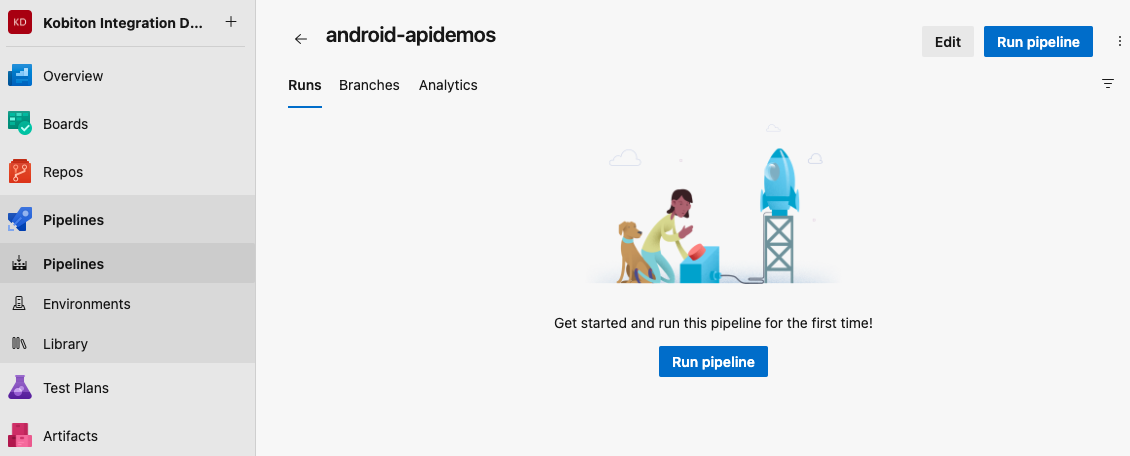 KD Kobiton Integration D... +
Overview
Boards
Repos
Pipelines
Pipelines
Environments
Library
Test Plans
Artifacts
android-apidemos
Edit Run pipeline
Runs Branches Analytics
Get started and run this pipeline for the first time!
Run pipeline